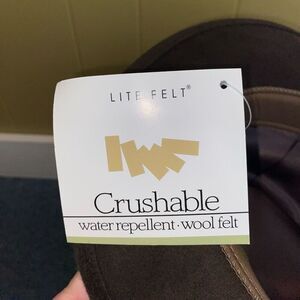 LITE FELT®
Crushable
water repellent · wool felt